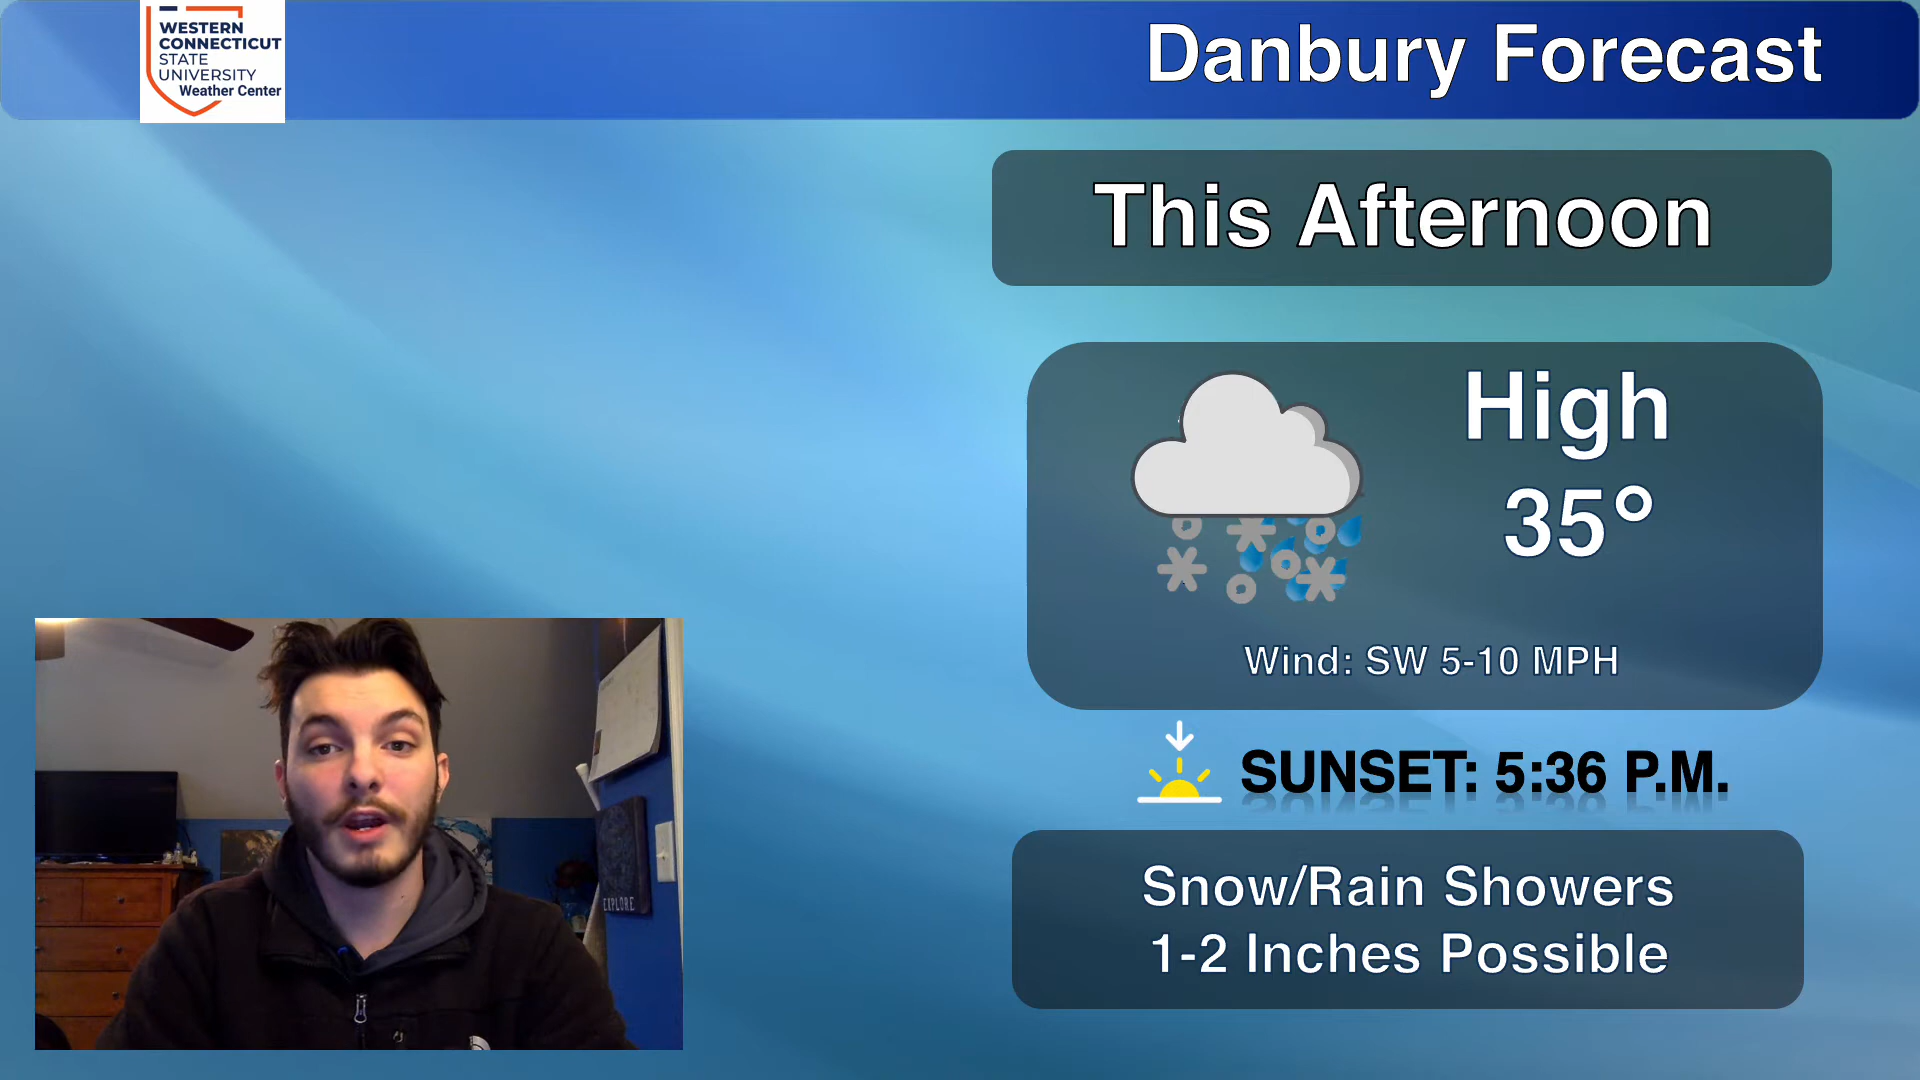 WESTERN
CONNECTICUT
STATE
UNIVERSITY
Weather Center
Danbury Forecast
This Afternoon
High
35°
Wind: SW 5-10 MPH
SUNSET: 5:36 P.M.
Snow/Rain Showers
1-2 Inches Possible
EXPLORE